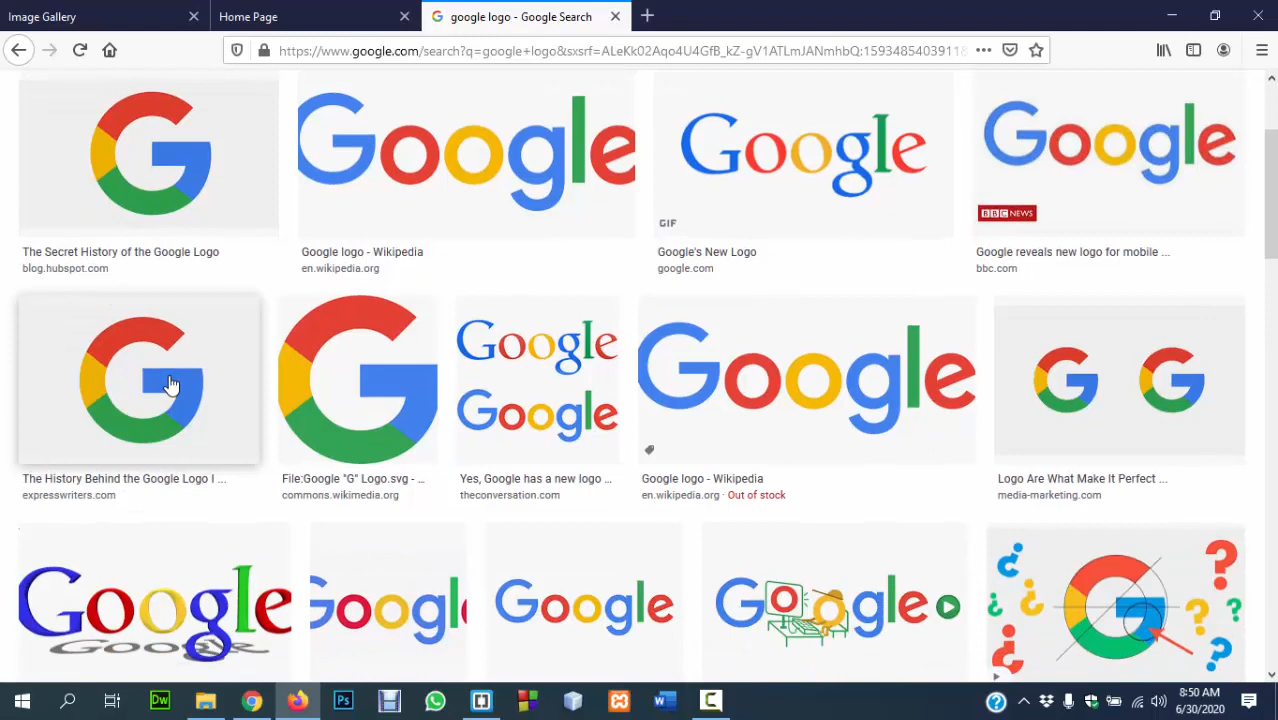 Image Gallery
Home Page
google logo - Google Search
https://www.google.com/search?q=google+logo&sxsrf=ALeKk02Aqo4U4GfB_kZ-gV1ATLmJANmhbQ:1593485403911
Google
Google
Google
GIF
BBC NEWS
The Secret History of the Google Logo
Google logo - Wikipedia
Google's New Logo
Google reveals new logo for mobile ...
blog.hubspot.com
en.wikipedia.org
google.com
bbc.com
G
G
Google
Google
Google
G G
The History Behind the Google Logo I ...
File:Google "G" Logo.svg - ...
Yes, Google has a new logo ...
Google logo - Wikipedia
Logo Are What Make It Perfect ...
expresswriters.com
commons.wikimedia.org
theconversation.com
en.wikipedia.org · Out of stock
media-marketing.com
Google
Google
Google
Google
G
? ? ? ? ? ? ? ?
Dw
Ps
W
8:50 AM
6/30/2020